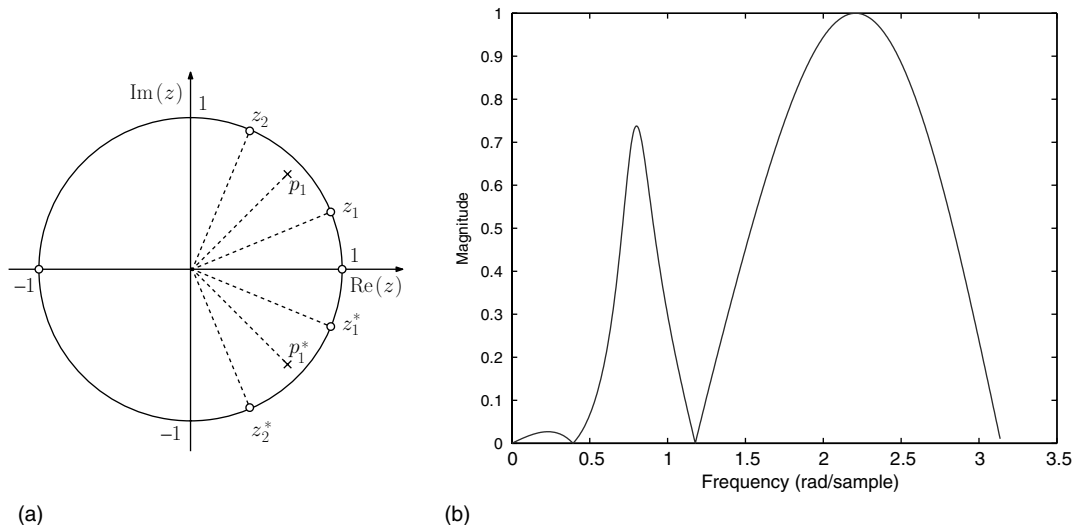 Im(z)
1
z₂
p₁
z₁
1
−1
Re(z)
z₁*
p₁*
−1
z₂*
(a)
1
0.9
0.8
0.7
0.6
0.5
0.4
0.3
0.2
0.1
0
Magnitude
0 0.5 1 1.5 2 2.5 3 3.5
Frequency (rad/sample)
(b)